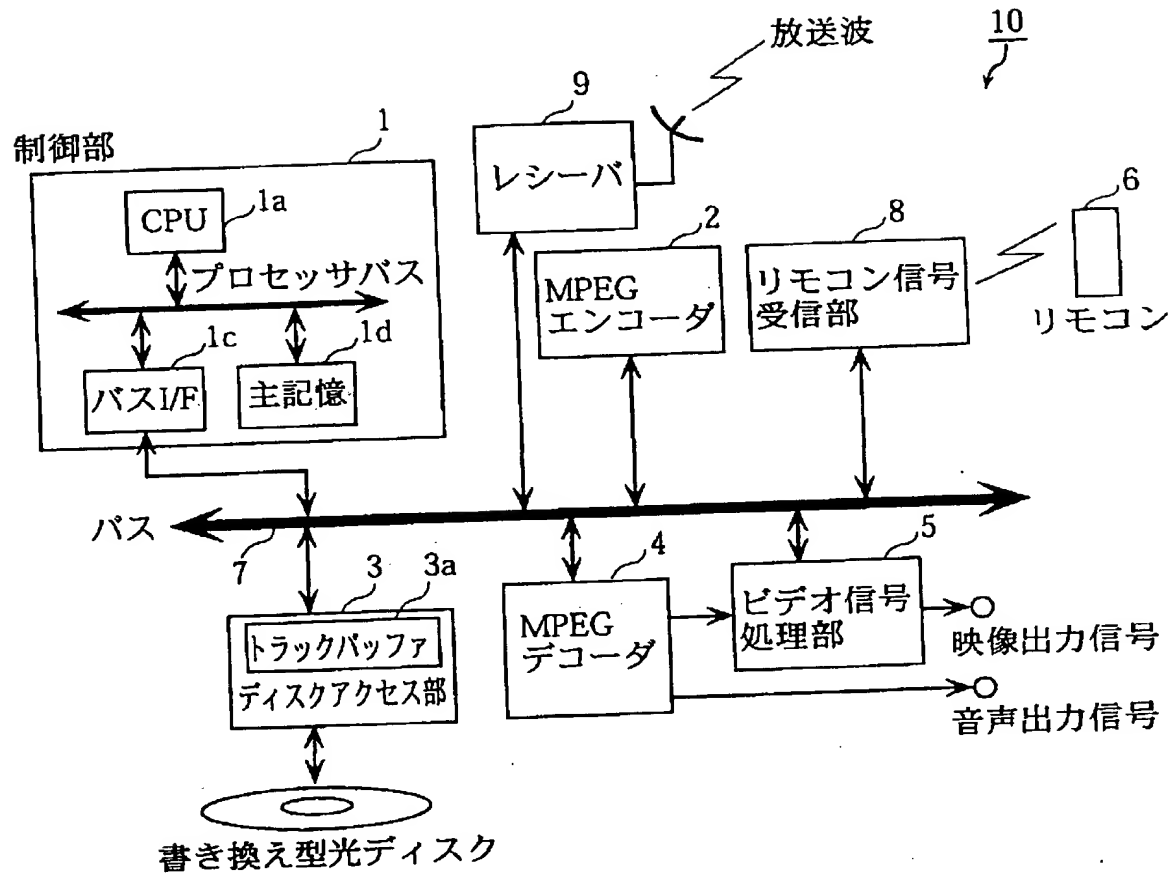 放送波
10
9
レシーバ
制御部
1
CPU
1a
プロセッサバス
1c
1d
バスI/F
主記憶
2
MPEG
エンコーダ
8
リモコン信号
受信部
6
リモコン
バス
7
3
3a
トラックバッファ
ディスクアクセス部
4
MPEG
デコーダ
5
ビデオ信号
処理部
映像出力信号
音声出力信号
書き換え型光ディスク